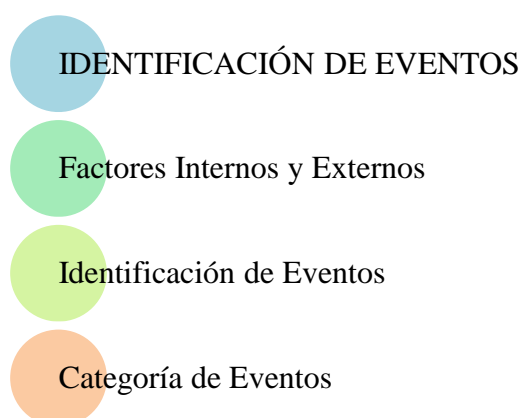 IDENTIFICACIÓN DE EVENTOS
Factores Internos y Externos
Identificación de Eventos
Categoría de Eventos